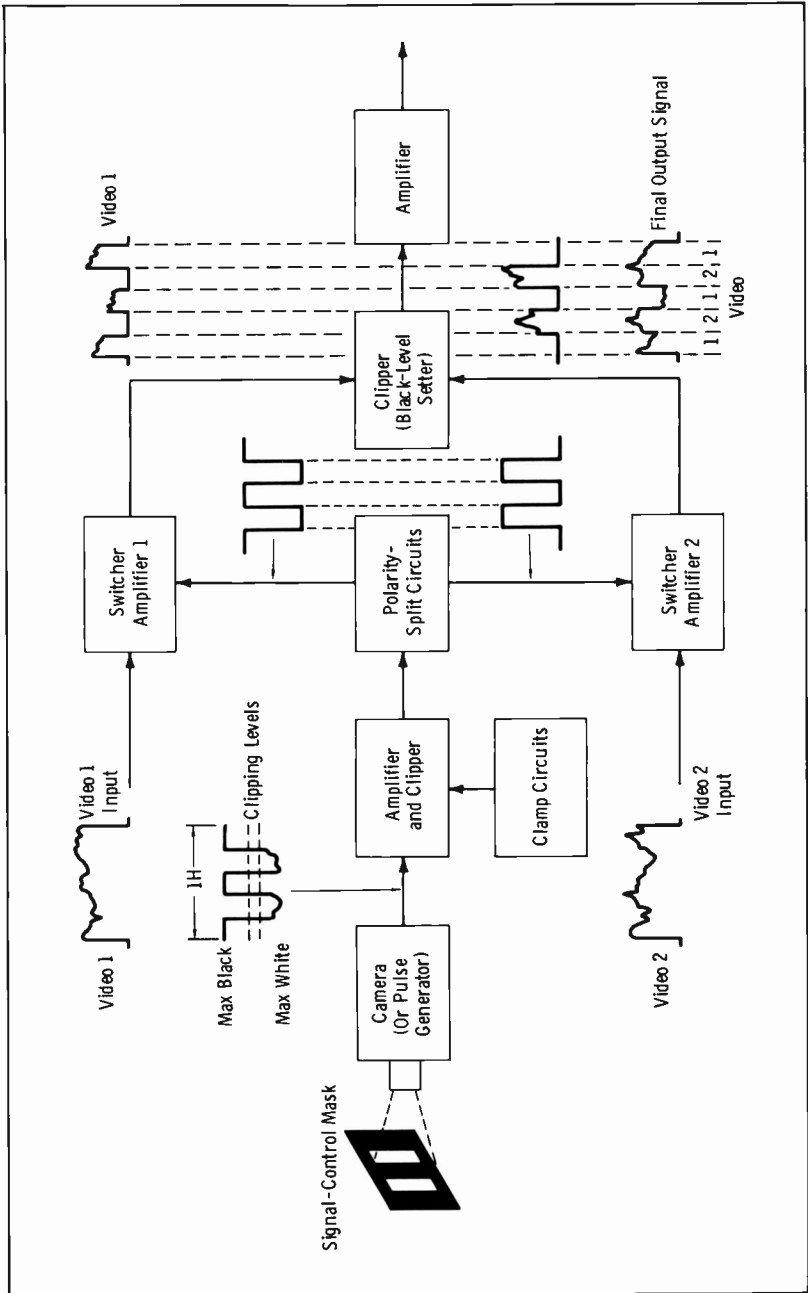 Video 1
Video 1
Input
Switcher
Amplifier 1
Video 1
Max Black
Max White
1H
Clipping Levels
Signal-Control Mask
Camera
(Or Pulse
Generator)
Amplifier
and Clipper
Polarity-
Split Circuits
Clipper
(Black-Level
Setter)
Amplifier
Clamp Circuits
Video 2
Video 2
Input
Switcher
Amplifier 2
Final Output Signal
1 2 1 2 1
Video